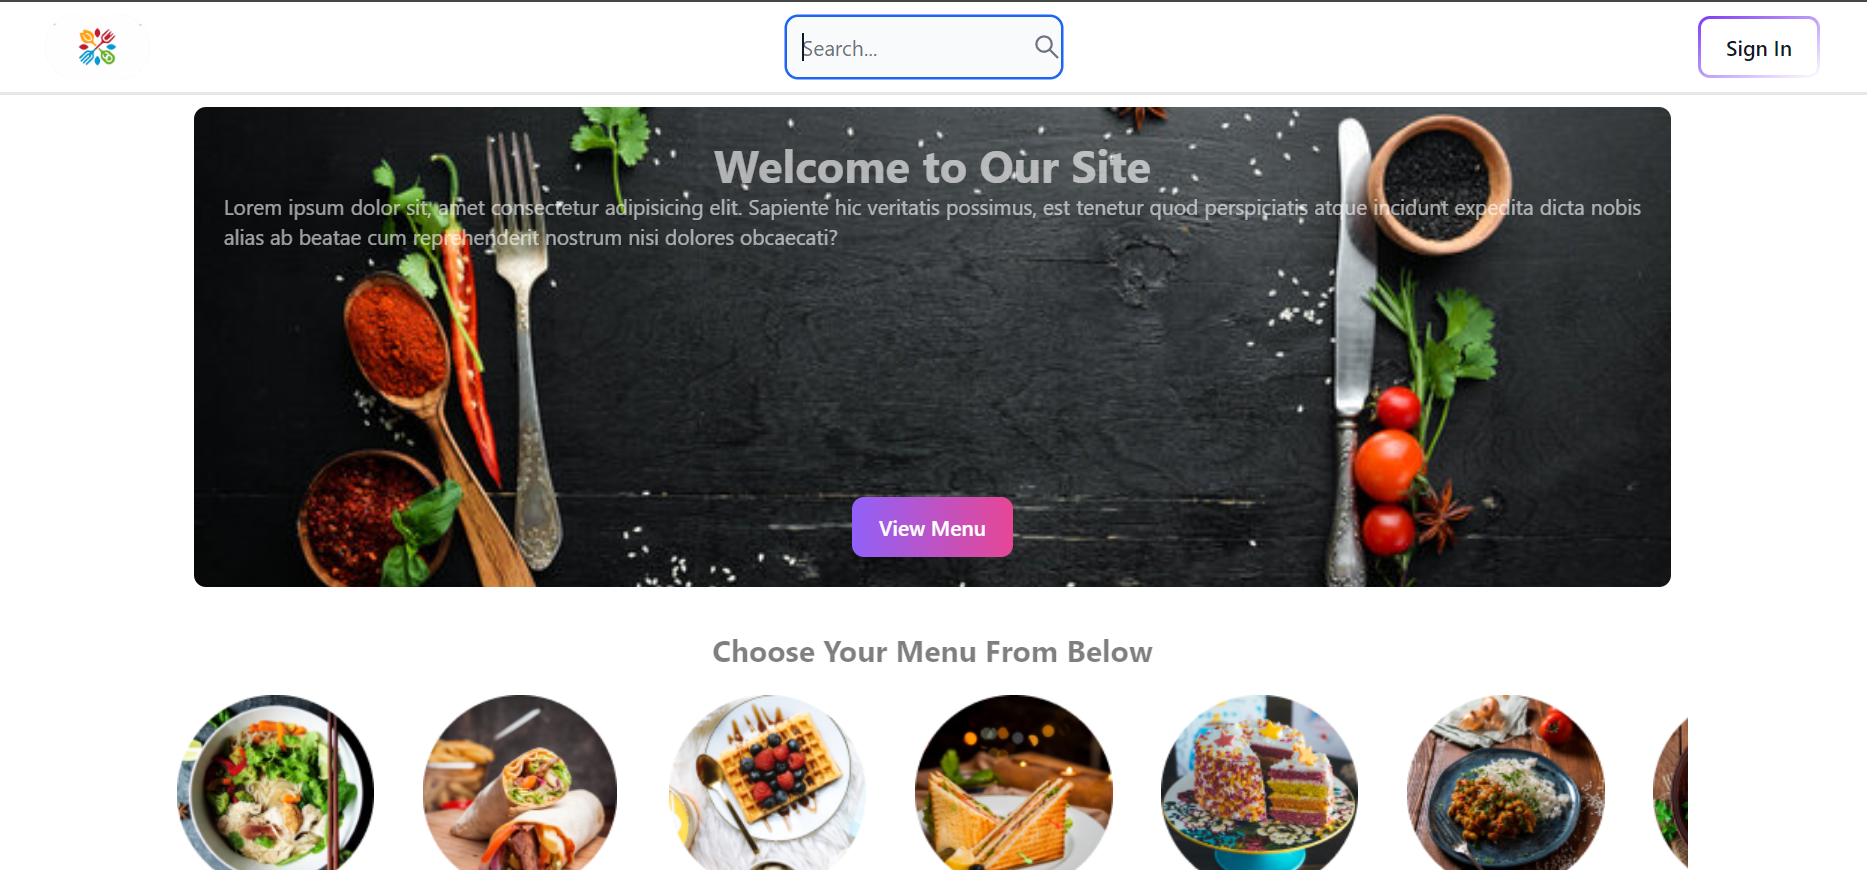 Search...
Sign In
Welcome to Our Site
Lorem ipsum dolor sit, amet consectetur adipisicing elit. Sapiente hic veritatis possimus, est tenetur quod perspiciatis atque incidunt expedita dicta nobis
alias ab beatae cum reprehenderit nostrum nisi dolores obcaecati?
View Menu
Choose Your Menu From Below